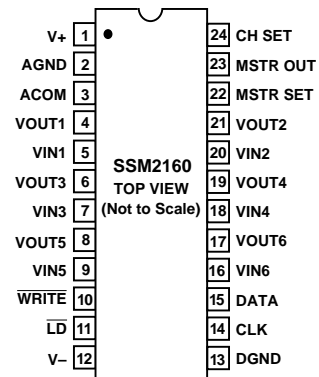 V+ 1 24 CH SET
AGND 2 23 MSTR OUT
ACOM 3 22 MSTR SET
VOUT1 4 21 VOUT2
VIN1 5 20 VIN2
VOUT3 6 19 VOUT4
VIN3 7 18 VIN4
VOUT5 8 17 VOUT6
VIN5 9 16 VIN6
WRITE 10 15 DATA
LD 11 14 CLK
V– 12 13 DGND
SSM2160
TOP VIEW
(Not to Scale)